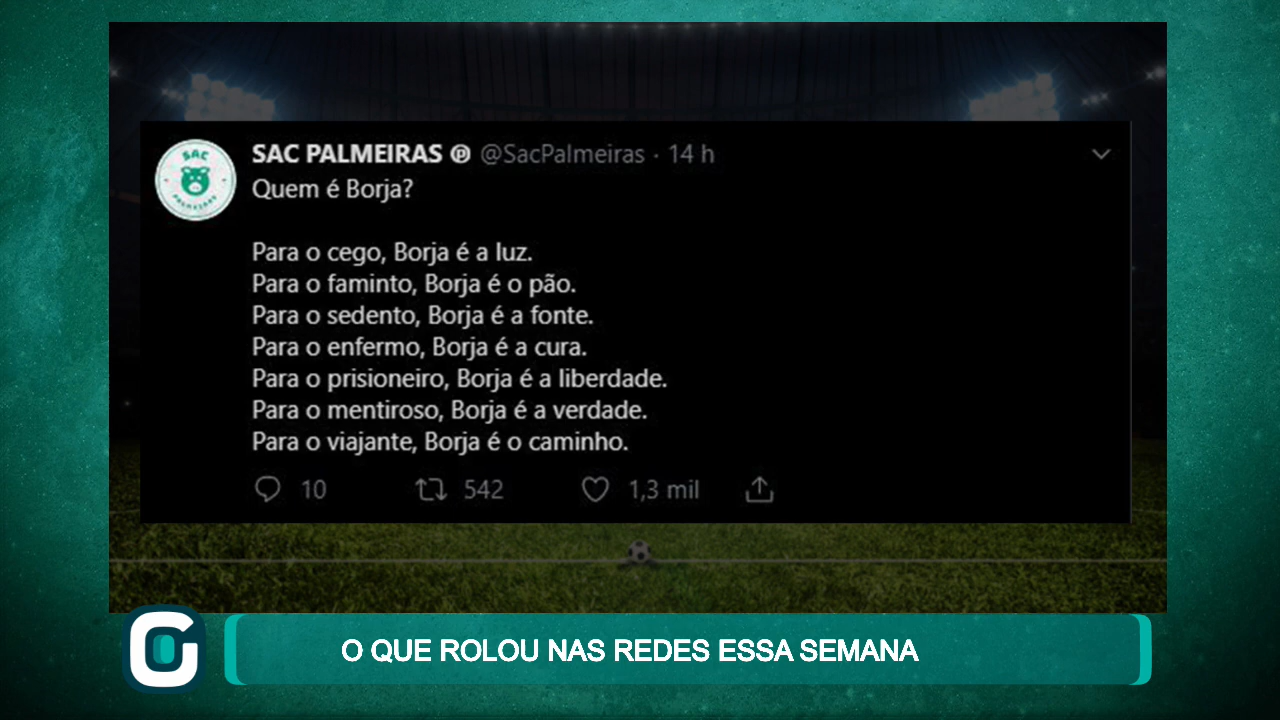 SAC PALMEIRAS ℗ @SacPalmeiras · 14 h
Quem é Borja?
Para o cego, Borja é a luz.
Para o faminto, Borja é o pão.
Para o sedento, Borja é a fonte.
Para o enfermo, Borja é a cura.
Para o prisioneiro, Borja é a liberdade.
Para o mentiroso, Borja é a verdade.
Para o viajante, Borja é o caminho.
10 542 1,3 mil
SAC
PALMEIRAS
O QUE ROLOU NAS REDES ESSA SEMANA